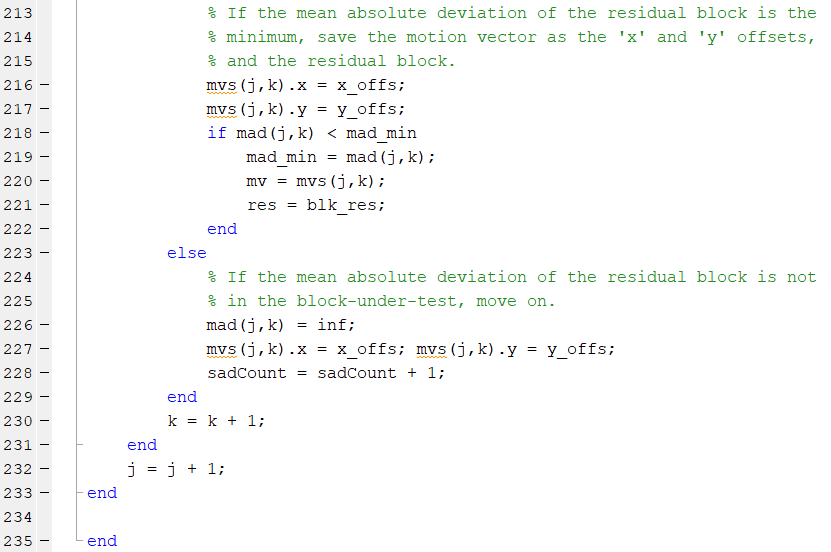 213 % If the mean absolute deviation of the residual block is the
214 % minimum, save the motion vector as the 'x' and 'y' offsets,
215 % and the residual block.
216 – mvs(j,k).x = x_offs;
217 – mvs(j,k).y = y_offs;
218 – if mad(j,k) < mad_min
219 – mad_min = mad(j,k);
220 – mv = mvs(j,k);
221 – res = blk_res;
222 – end
223 – else
224 % If the mean absolute deviation of the residual block is not
225 % in the block-under-test, move on.
226 – mad(j,k) = inf;
227 – mvs(j,k).x = x_offs; mvs(j,k).y = y_offs;
228 – sadCount = sadCount + 1;
229 – end
230 – k = k + 1;
231 – end
232 – j = j + 1;
233 – end
234
235 – end